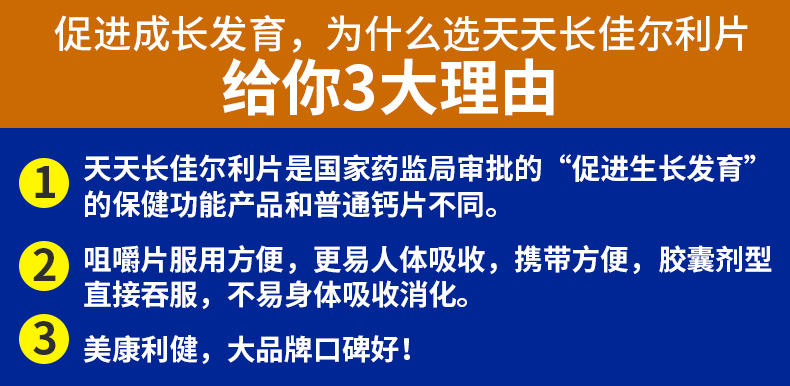 促进成长发育，为什么选天天长佳尔利片
给你3大理由
1
天天长佳尔利片是国家药监局审批的“促进生长发育”
的保健功能产品和普通钙片不同。
2
咀嚼片服用方便，更易人体吸收，携带方便，胶囊剂型
直接吞服，不易身体吸收消化。
3
美康利健，大品牌口碑好！